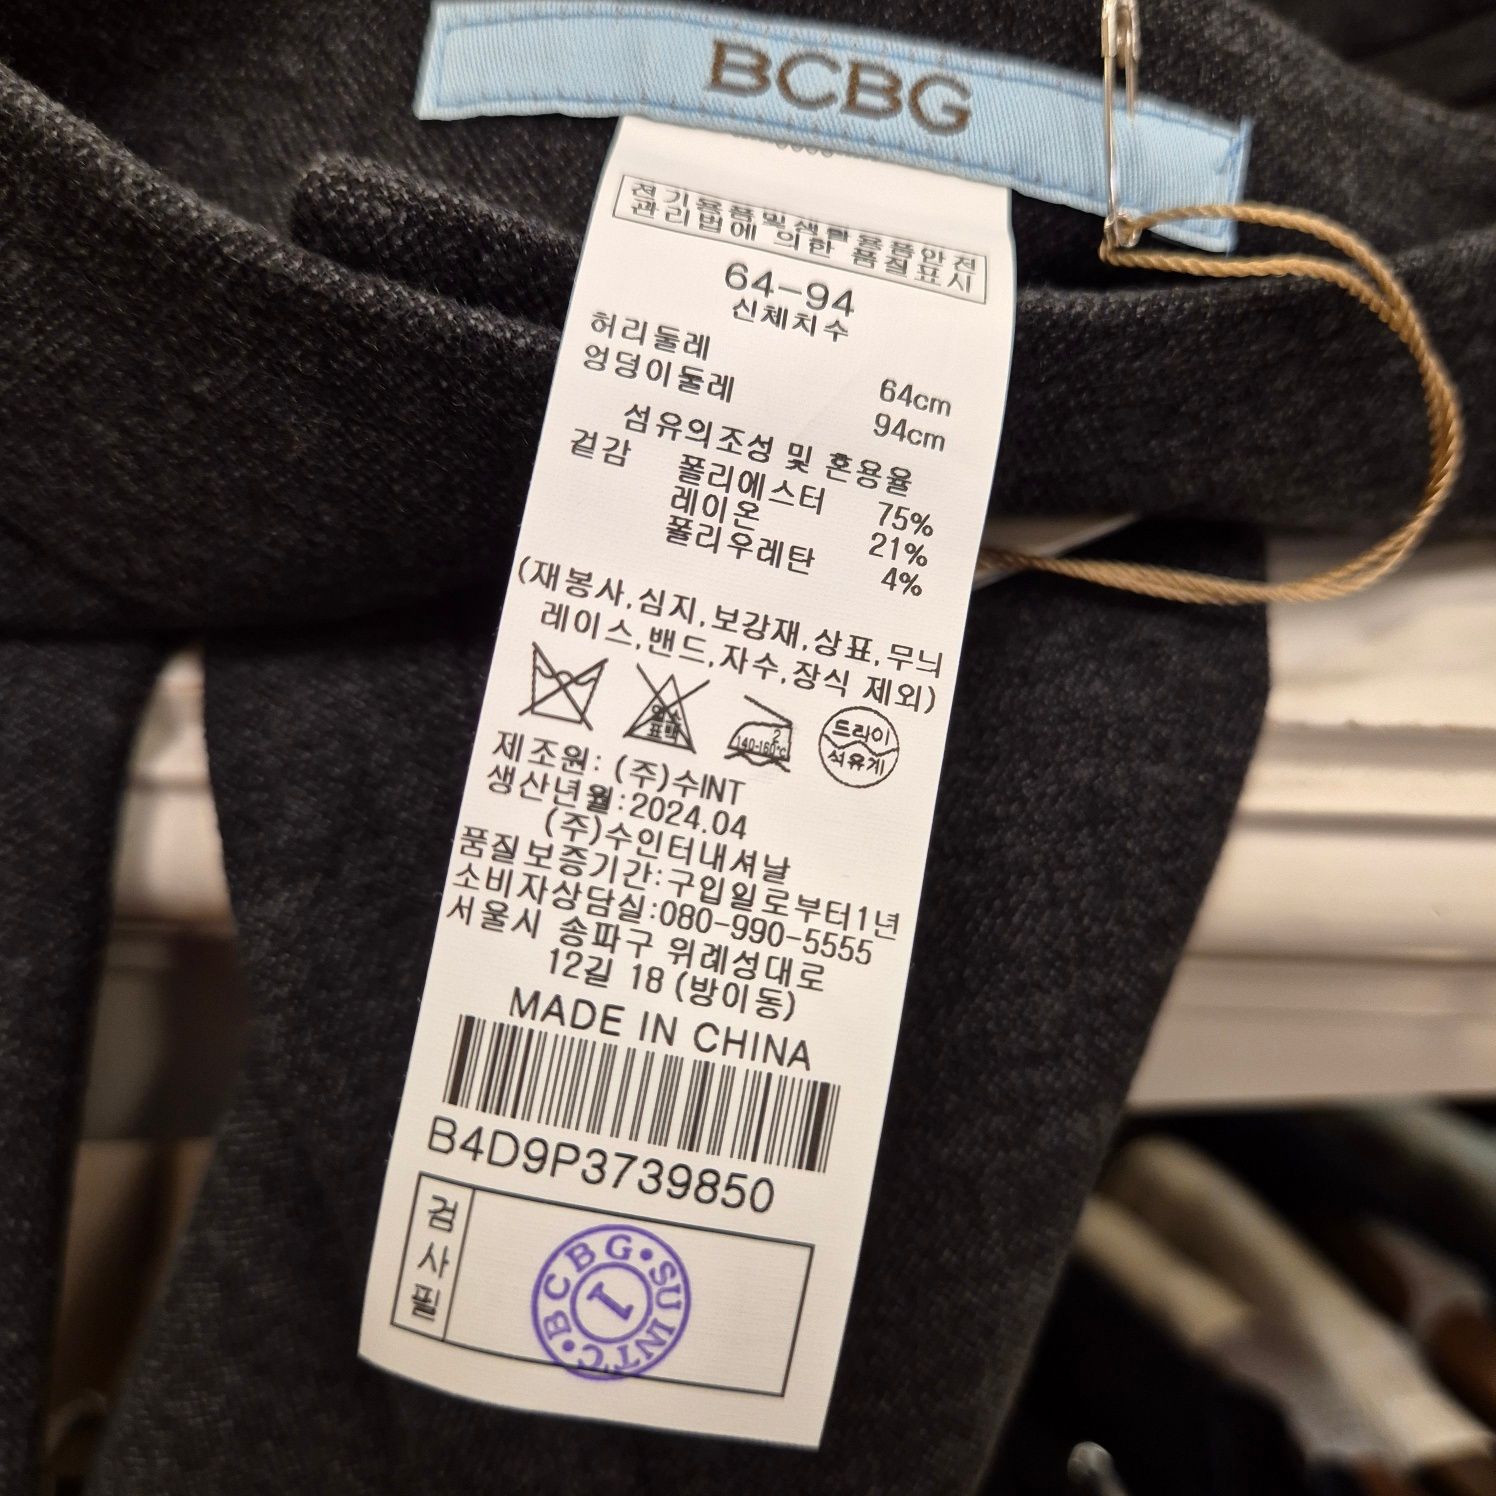 BCBG
전기용품및생활용품안전
관리법에 의한 품질표시
64-94
신체치수
허리둘레 64cm
엉덩이둘레 94cm
섬유의조성 및 혼용율
겉감 폴리에스터 75%
레이온 21%
폴리우레탄 4%
(재봉사,심지,보강재,상표,무늬
레이스,밴드,자수,장식 제외)
염소
표백
2
140-160℃
드라이
석유계
제조원: (주)수INT
생산년월:2024.04
(주)수인터내셔날
품질보증기간:구입일로부터1년
소비자상담실:080-990-5555
서울시 송파구 위례성대로
12길 18 (방이동)
MADE IN CHINA
B4D9P3739850
검사필
BCBG•SU INT'C•
I